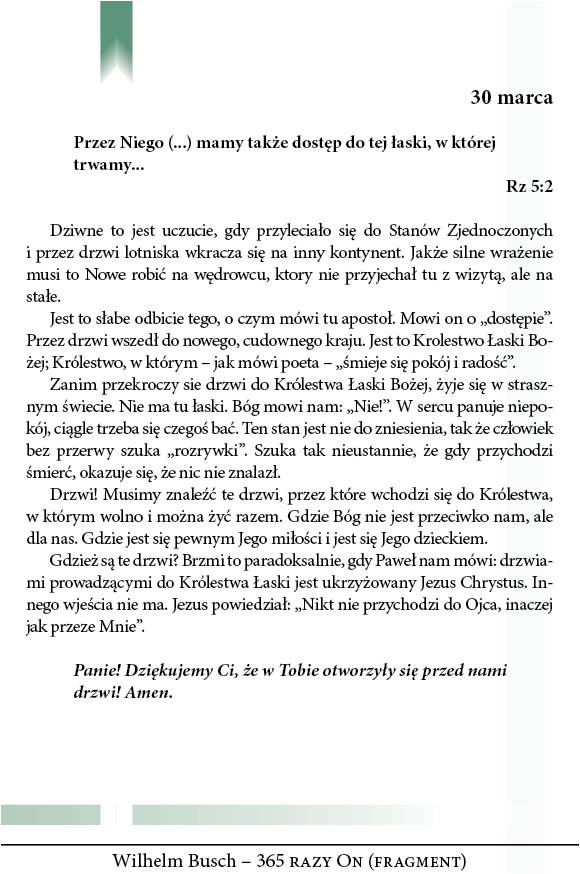 30 marca
Przez Niego (...) mamy także dostęp do tej łaski, w której
trwamy...
Rz 5:2
Dziwne to jest uczucie, gdy przyleciało się do Stanów Zjednoczonych
i przez drzwi lotniska wkracza się na inny kontynent. Jakże silne wrażenie
musi to Nowe robić na wędrowcu, ktory nie przyjechał tu z wizytą, ale na
stałe.
Jest to słabe odbicie tego, o czym mówi tu apostoł. Mowi on o „dostępie”.
Przez drzwi wszedł do nowego, cudownego kraju. Jest to Krolestwo Łaski Bo-
żej; Królestwo, w którym – jak mówi poeta – „śmieje się pokój i radość”.
Zanim przekroczy sie drzwi do Królestwa Łaski Bożej, żyje się w strasz-
nym świecie. Nie ma tu łaski. Bóg mowi nam: „Nie!”. W sercu panuje niepo-
kój, ciągle trzeba się czegoś bać. Ten stan jest nie do zniesienia, tak że człowiek
bez przerwy szuka „rozrywki”. Szuka tak nieustannie, że gdy przychodzi
śmierć, okazuje się, że nic nie znalazł.
Drzwi! Musimy znaleźć te drzwi, przez które wchodzi się do Królestwa,
w którym wolno i można żyć razem. Gdzie Bóg nie jest przeciwko nam, ale
dla nas. Gdzie jest się pewnym Jego miłości i jest się Jego dzieckiem.
Gdzież są te drzwi? Brzmi to paradoksalnie, gdy Paweł nam mówi: drzwia-
mi prowadzącymi do Królestwa Łaski jest ukrzyżowany Jezus Chrystus. In-
nego wjeścia nie ma. Jezus powiedział: „Nikt nie przychodzi do Ojca, inaczej
jak przeze Mnie”.
Panie! Dziękujemy Ci, że w Tobie otworzyły się przed nami
drzwi! Amen.
Wilhelm Busch – 365 razy On (fragment)